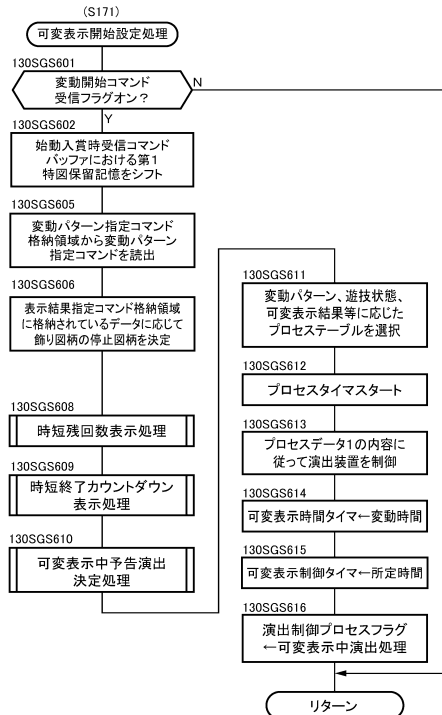 (S171)
可変表示開始設定処理
130SGS601
変動開始コマンド
受信フラグオン?
N
Y
130SGS602
始動入賞時受信コマンド
バッファにおける第1
特図保留記憶をシフト
130SGS605
変動パターン指定コマンド
格納領域から変動パターン
指定コマンドを読出
130SGS606
表示結果指定コマンド格納領域
に格納されているデータに応じて
飾り図柄の停止図柄を決定
130SGS608
時短残回数表示処理
130SGS609
時短終了カウントダウン
表示処理
130SGS610
可変表示中予告演出
決定処理
130SGS611
変動パターン、遊技状態、
可変表示結果等に応じた
プロセステーブルを選択
130SGS612
プロセスタイマスタート
130SGS613
プロセスデータ1の内容に
従って演出装置を制御
130SGS614
可変表示時間タイマ←変動時間
130SGS615
可変表示制御タイマ←所定時間
130SGS616
演出制御プロセスフラグ
←可変表示中演出処理
リターン